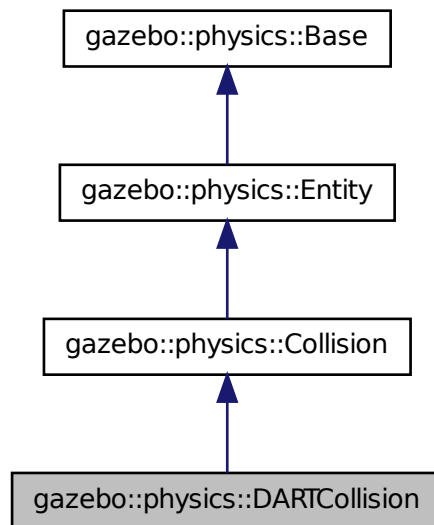 gazebo::physics::Base
gazebo::physics::Entity
gazebo::physics::Collision
gazebo::physics::DARTCollision